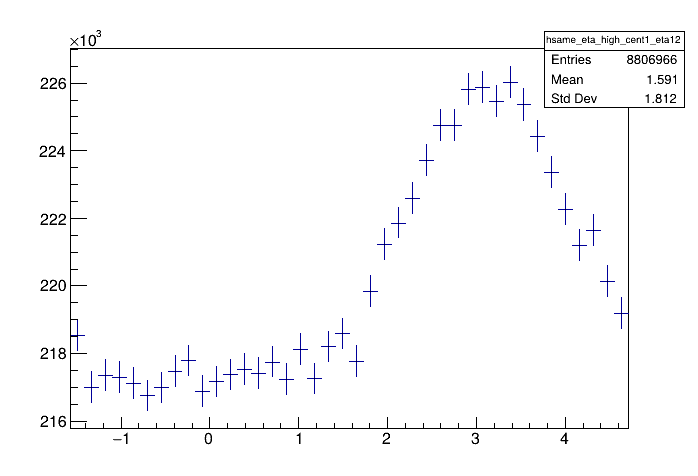 ×10³
hsame_eta_high_cent1_eta12
Entries 8806966
Mean 1.591
Std Dev 1.812
226
224
222
220
218
216
−1 0 1 2 3 4